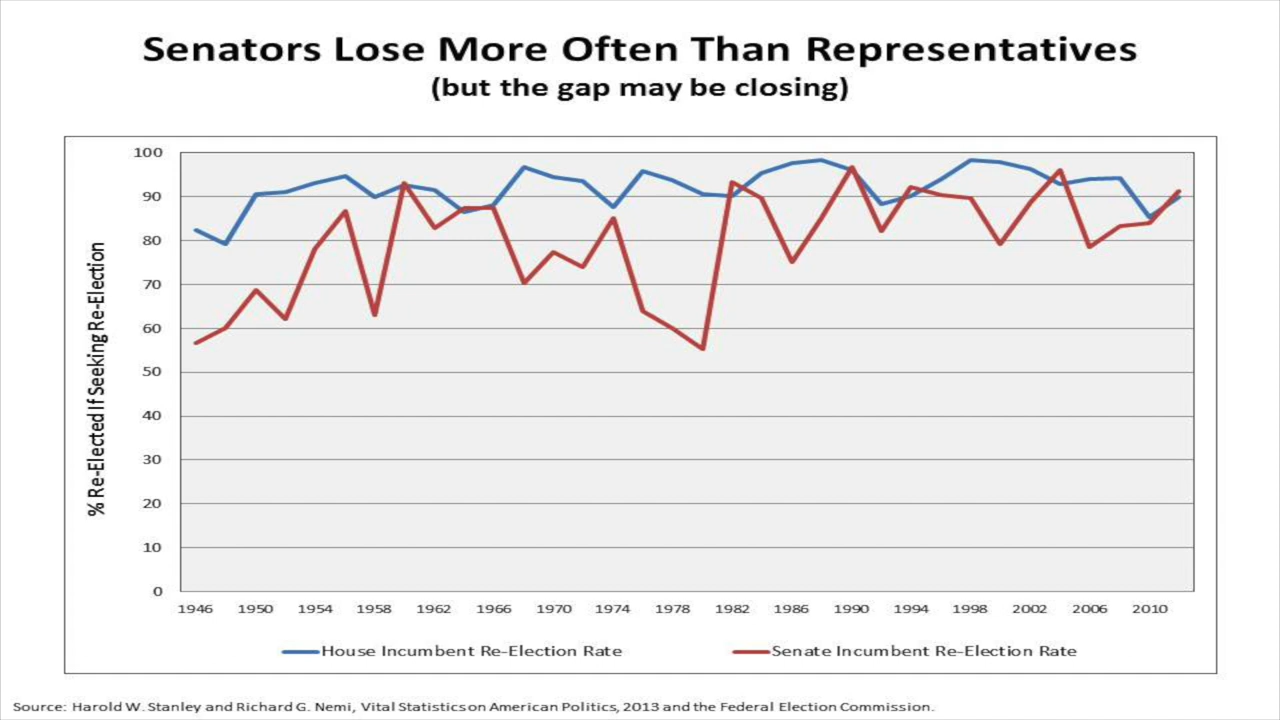 Senators Lose More Often Than Representatives
(but the gap may be closing)
% Re-Elected If Seeking Re-Election
100
90
80
70
60
50
40
30
20
10
0
1946 1950 1954 1958 1962 1966 1970 1974 1978 1982 1986 1990 1994 1998 2002 2006 2010
House Incumbent Re-Election Rate Senate Incumbent Re-Election Rate
Source: Harold W. Stanley and Richard G. Nemi, Vital Statistics on American Politics, 2013 and the Federal Election Commission.